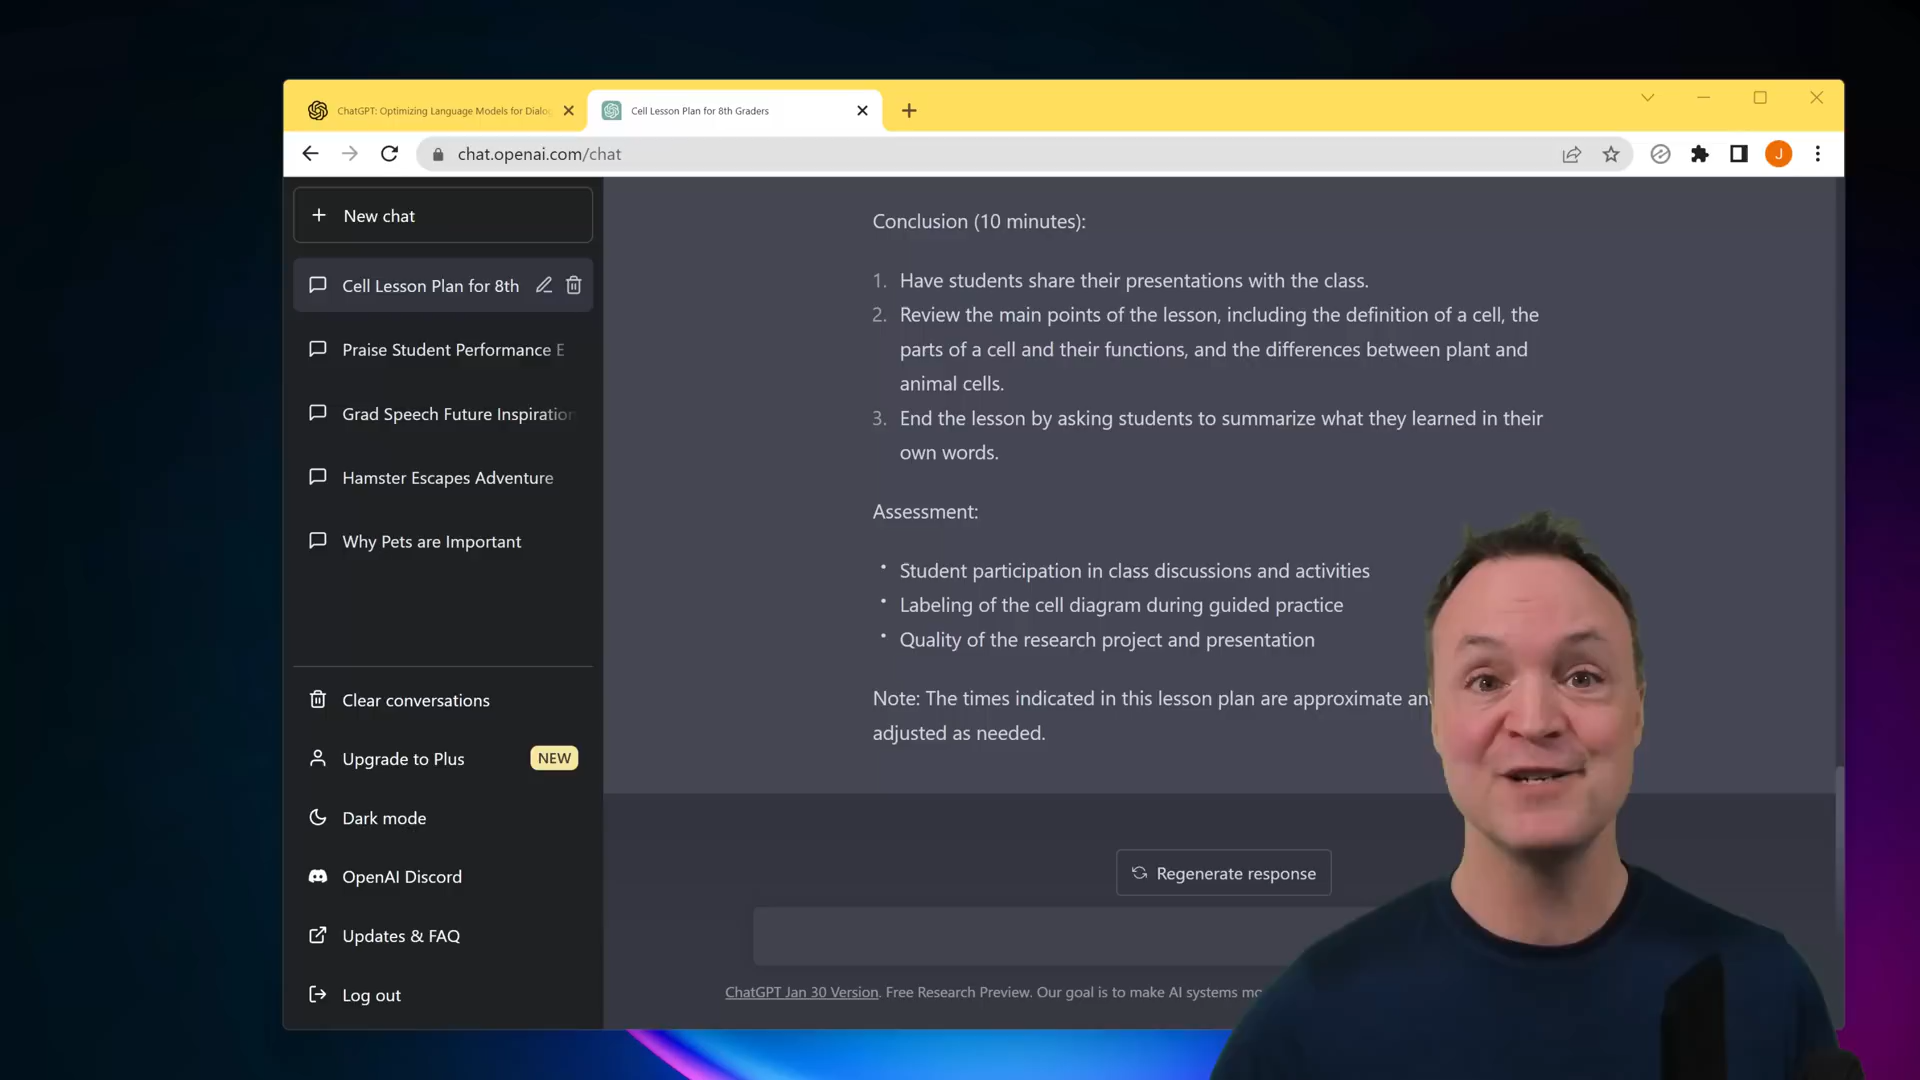 ChatGPT: Optimizing Language Models for Dialo
Cell Lesson Plan for 8th Graders
chat.openai.com/chat
J
New chat
Cell Lesson Plan for 8th
Praise Student Performance E
Grad Speech Future Inspiration
Hamster Escapes Adventure
Why Pets are Important
Clear conversations
Upgrade to Plus NEW
Dark mode
OpenAI Discord
Updates & FAQ
Log out
Conclusion (10 minutes):
1. Have students share their presentations with the class.
2. Review the main points of the lesson, including the definition of a cell, the
parts of a cell and their functions, and the differences between plant and
animal cells.
3. End the lesson by asking students to summarize what they learned in their
own words.
Assessment:
• Student participation in class discussions and activities
• Labeling of the cell diagram during guided practice
• Quality of the research project and presentation
Note: The times indicated in this lesson plan are approximate an
adjusted as needed.
Regenerate response
ChatGPT Jan 30 Version. Free Research Preview. Our goal is to make AI systems mo